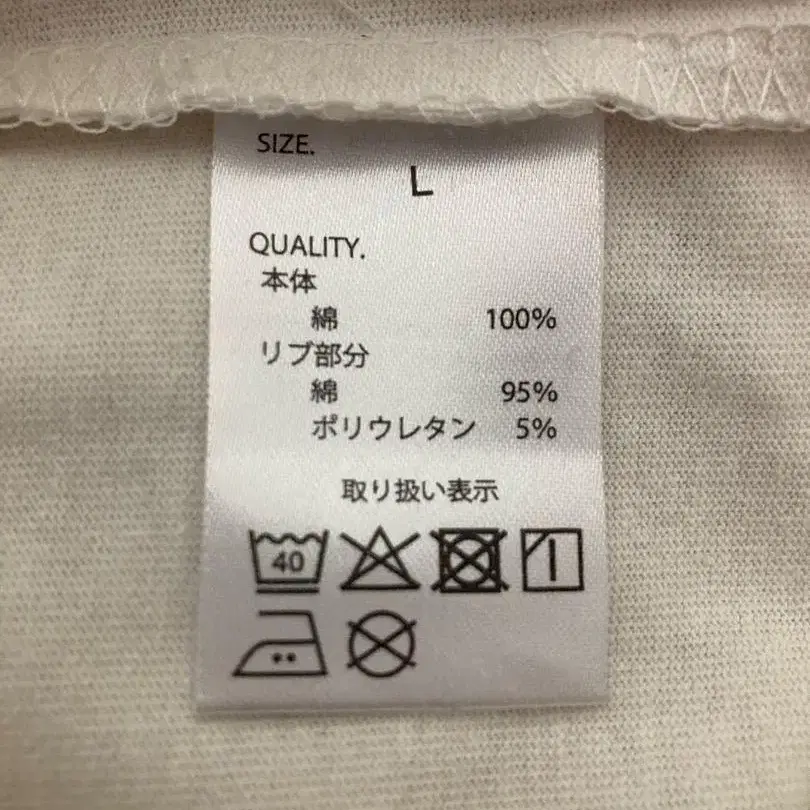 SIZE.
L
QUALITY.
本体
綿 100%
リブ部分
綿 95%
ポリウレタン 5%
取り扱い表示
40